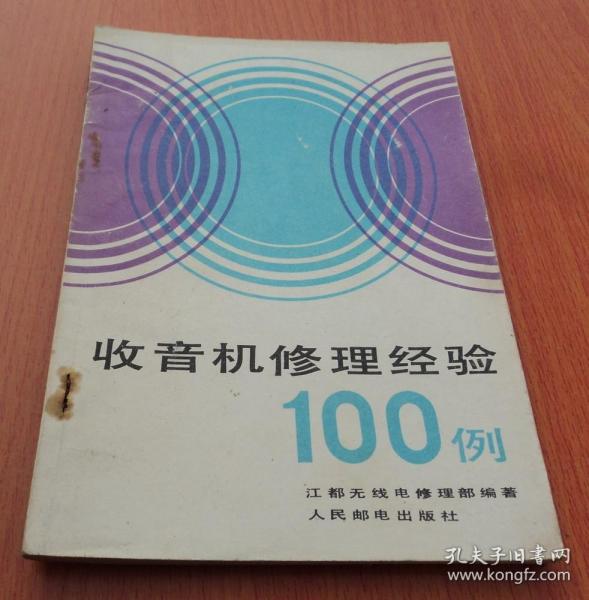 收音机修理经验
100例
江都无线电修理部编著
人民邮电出版社
孔夫子旧书网
www.kongfz.com